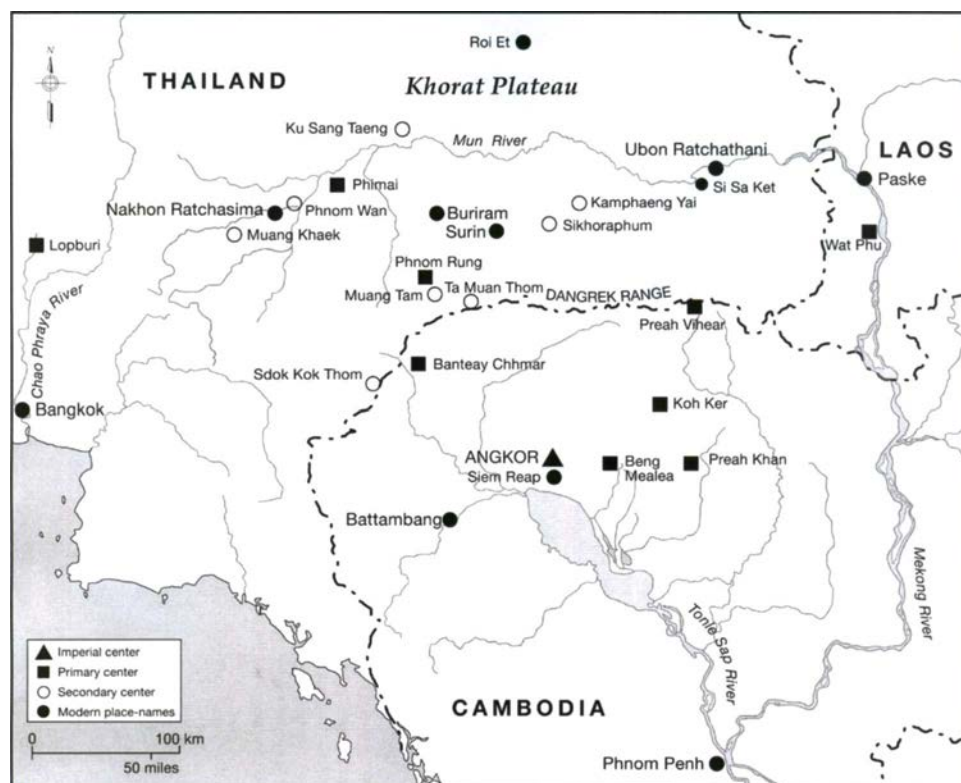 Roi Et
N
THAILAND
Khorat Plateau
Ku Sang Taeng
Mun River
Ubon Ratchathani
LAOS
Phimai
Si Sa Ket
Paske
Nakhon Ratchasima
Phnom Wan
Buriram
Kamphaeng Yai
Surin
Sikhoraphum
Muang Khaek
Lopburi
Wat Phu
Phnom Rung
Muang Tam
Ta Muan Thom
DANGREK RANGE
Chao Phraya River
Preah Vihear
Banteay Chhmar
Sdok Kok Thom
Koh Ker
Bangkok
ANGKOR
Siem Reap
Beng
Mealea
Preah Khan
Battambang
Mekong River
Tonle Sap River
Imperial center
Primary center
Secondary center
Modern place-names
CAMBODIA
0
100 km
50 miles
Phnom Penh